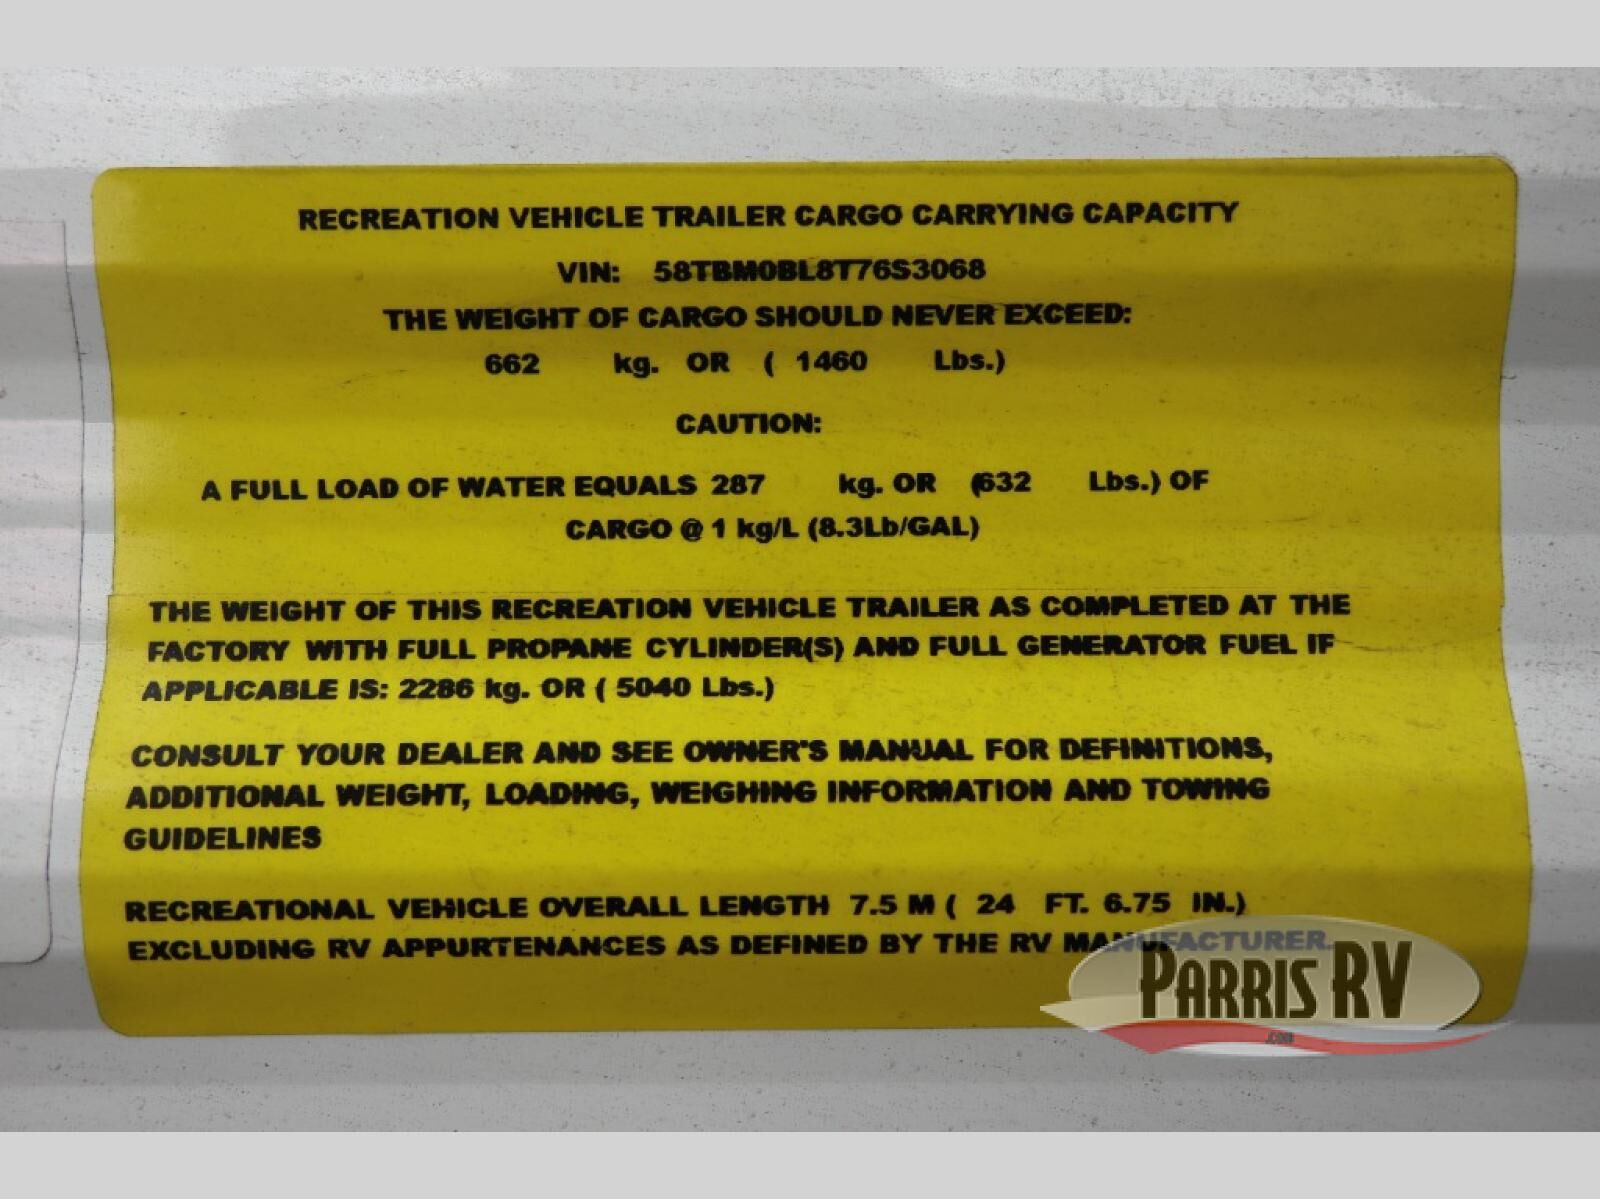 RECREATION VEHICLE TRAILER CARGO CARRYING CAPACITY
VIN: 58TBM0BL8T76S3068
THE WEIGHT OF CARGO SHOULD NEVER EXCEED:
662 kg. OR ( 1460 Lbs.)
CAUTION:
A FULL LOAD OF WATER EQUALS 287 kg. OR (632 Lbs.) OF
CARGO @ 1 kg/L (8.3Lb/GAL)
THE WEIGHT OF THIS RECREATION VEHICLE TRAILER AS COMPLETED AT THE
FACTORY WITH FULL PROPANE CYLINDER(S) AND FULL GENERATOR FUEL IF
APPLICABLE IS: 2286 kg. OR ( 5040 Lbs.)
CONSULT YOUR DEALER AND SEE OWNER'S MANUAL FOR DEFINITIONS,
ADDITIONAL WEIGHT, LOADING, WEIGHING INFORMATION AND TOWING
GUIDELINES
RECREATIONAL VEHICLE OVERALL LENGTH 7.5 M ( 24 FT. 6.75 IN.)
EXCLUDING RV APPURTENANCES AS DEFINED BY THE RV MANUFACTURER.
PARRIS RV
.COM